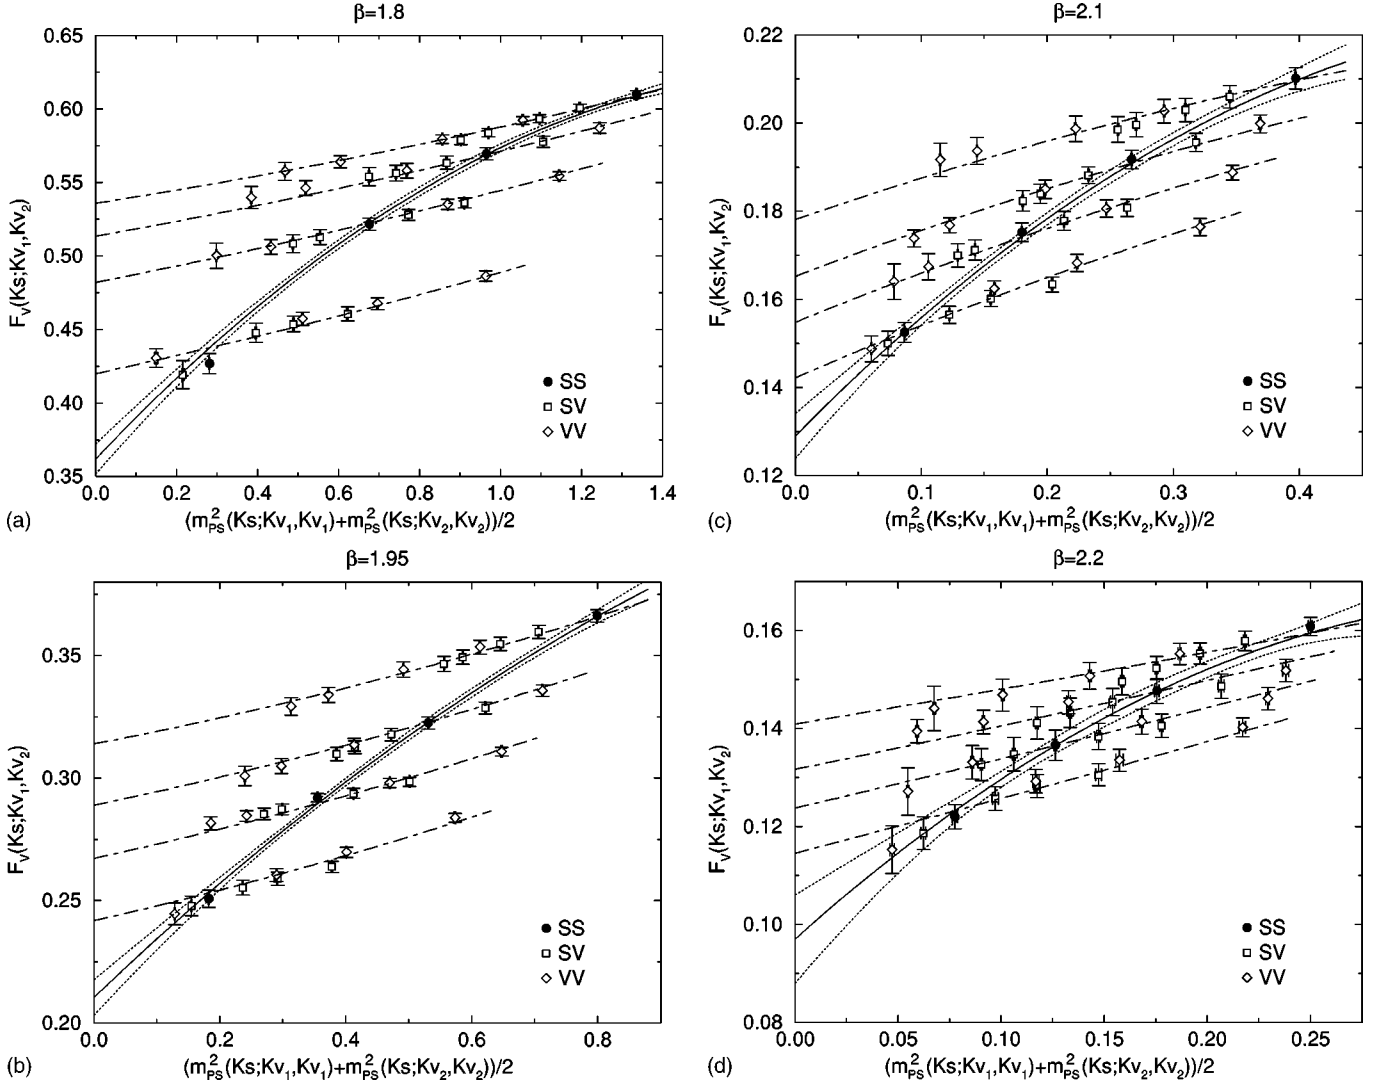 β=1.8
0.65
0.60
0.55
0.50
0.45
0.40
0.35
F_V(Ks;Kv_1,Kv_2)
SS
SV
VV
0.0 0.2 0.4 0.6 0.8 1.0 1.2 1.4
(a) (m²_PS(Ks;Kv_1,Kv_1)+m²_PS(Ks;Kv_2,Kv_2))/2
β=2.1
0.22
0.20
0.18
0.16
0.14
0.12
F_V(Ks;Kv_1,Kv_2)
SS
SV
VV
0.0 0.1 0.2 0.3 0.4
(c) (m²_PS(Ks;Kv_1,Kv_1)+m²_PS(Ks;Kv_2,Kv_2))/2
β=1.95
0.35
0.30
0.25
0.20
F_V(Ks;Kv_1,Kv_2)
SS
SV
VV
0.0 0.2 0.4 0.6 0.8
(b) (m²_PS(Ks;Kv_1,Kv_1)+m²_PS(Ks;Kv_2,Kv_2))/2
β=2.2
0.16
0.14
0.12
0.10
0.08
F_V(Ks;Kv_1,Kv_2)
SS
SV
VV
0.00 0.05 0.10 0.15 0.20 0.25
(d) (m²_PS(Ks;Kv_1,Kv_1)+m²_PS(Ks;Kv_2,Kv_2))/2